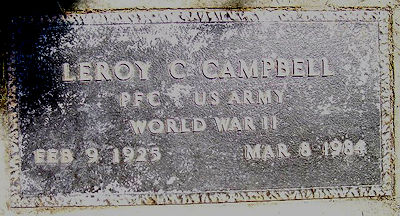 LEROY C CAMPBELL
PFC US ARMY
WORLD WAR II
FEB 9 1925 MAR 8 1984